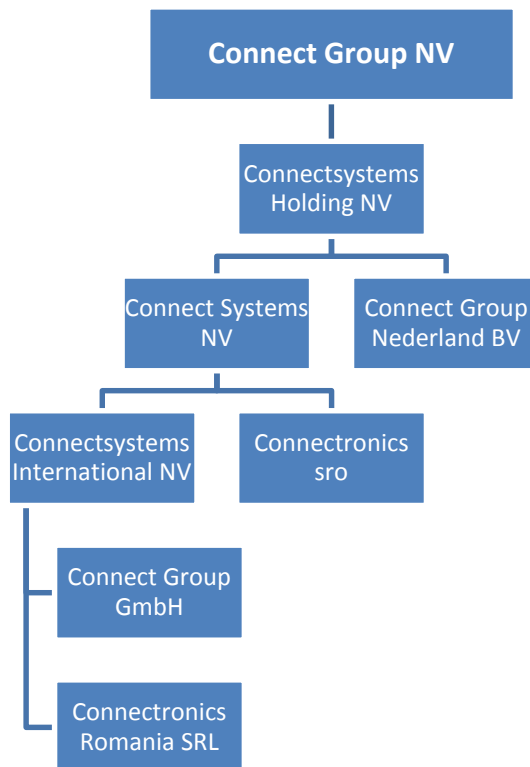 Connect Group NV
Connectsystems
Holding NV
Connect Systems
NV
Connect Group
Nederland BV
Connectsystems
International NV
Connectronics
sro
Connect Group
GmbH
Connectronics
Romania SRL